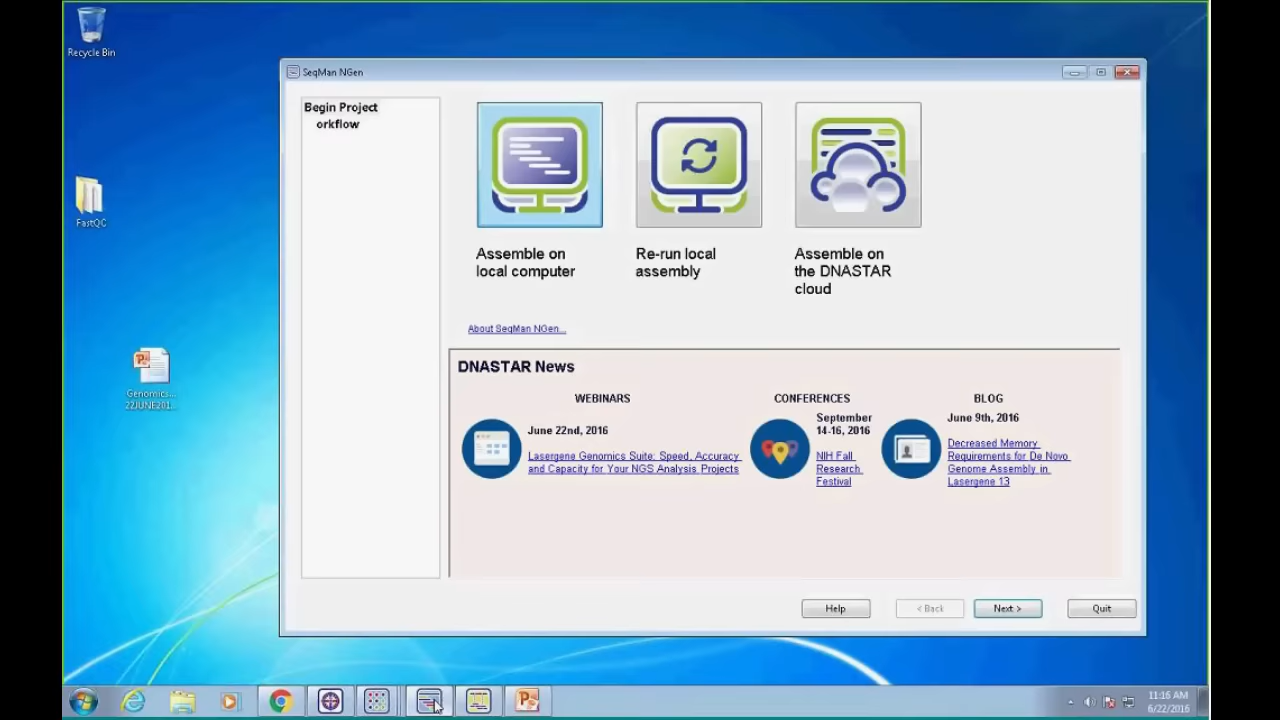 Recycle Bin
FastQC
Genomics...
22JUNE201...
SeqMan NGen
Begin Project
orkflow
Assemble on
local computer
Re-run local
assembly
Assemble on
the DNASTAR
cloud
About SeqMan NGen...
DNASTAR News
WEBINARS
June 22nd, 2016
Lasergene Genomics Suite: Speed, Accuracy
and Capacity for Your NGS Analysis Projects
CONFERENCES
September
14-16, 2016
NIH Fall
Research
Festival
BLOG
June 9th, 2016
Decreased Memory
Requirements for De Novo
Genome Assembly in
Lasergene 13
Help
< Back
Next >
Quit
11:15 AM
6/22/2016